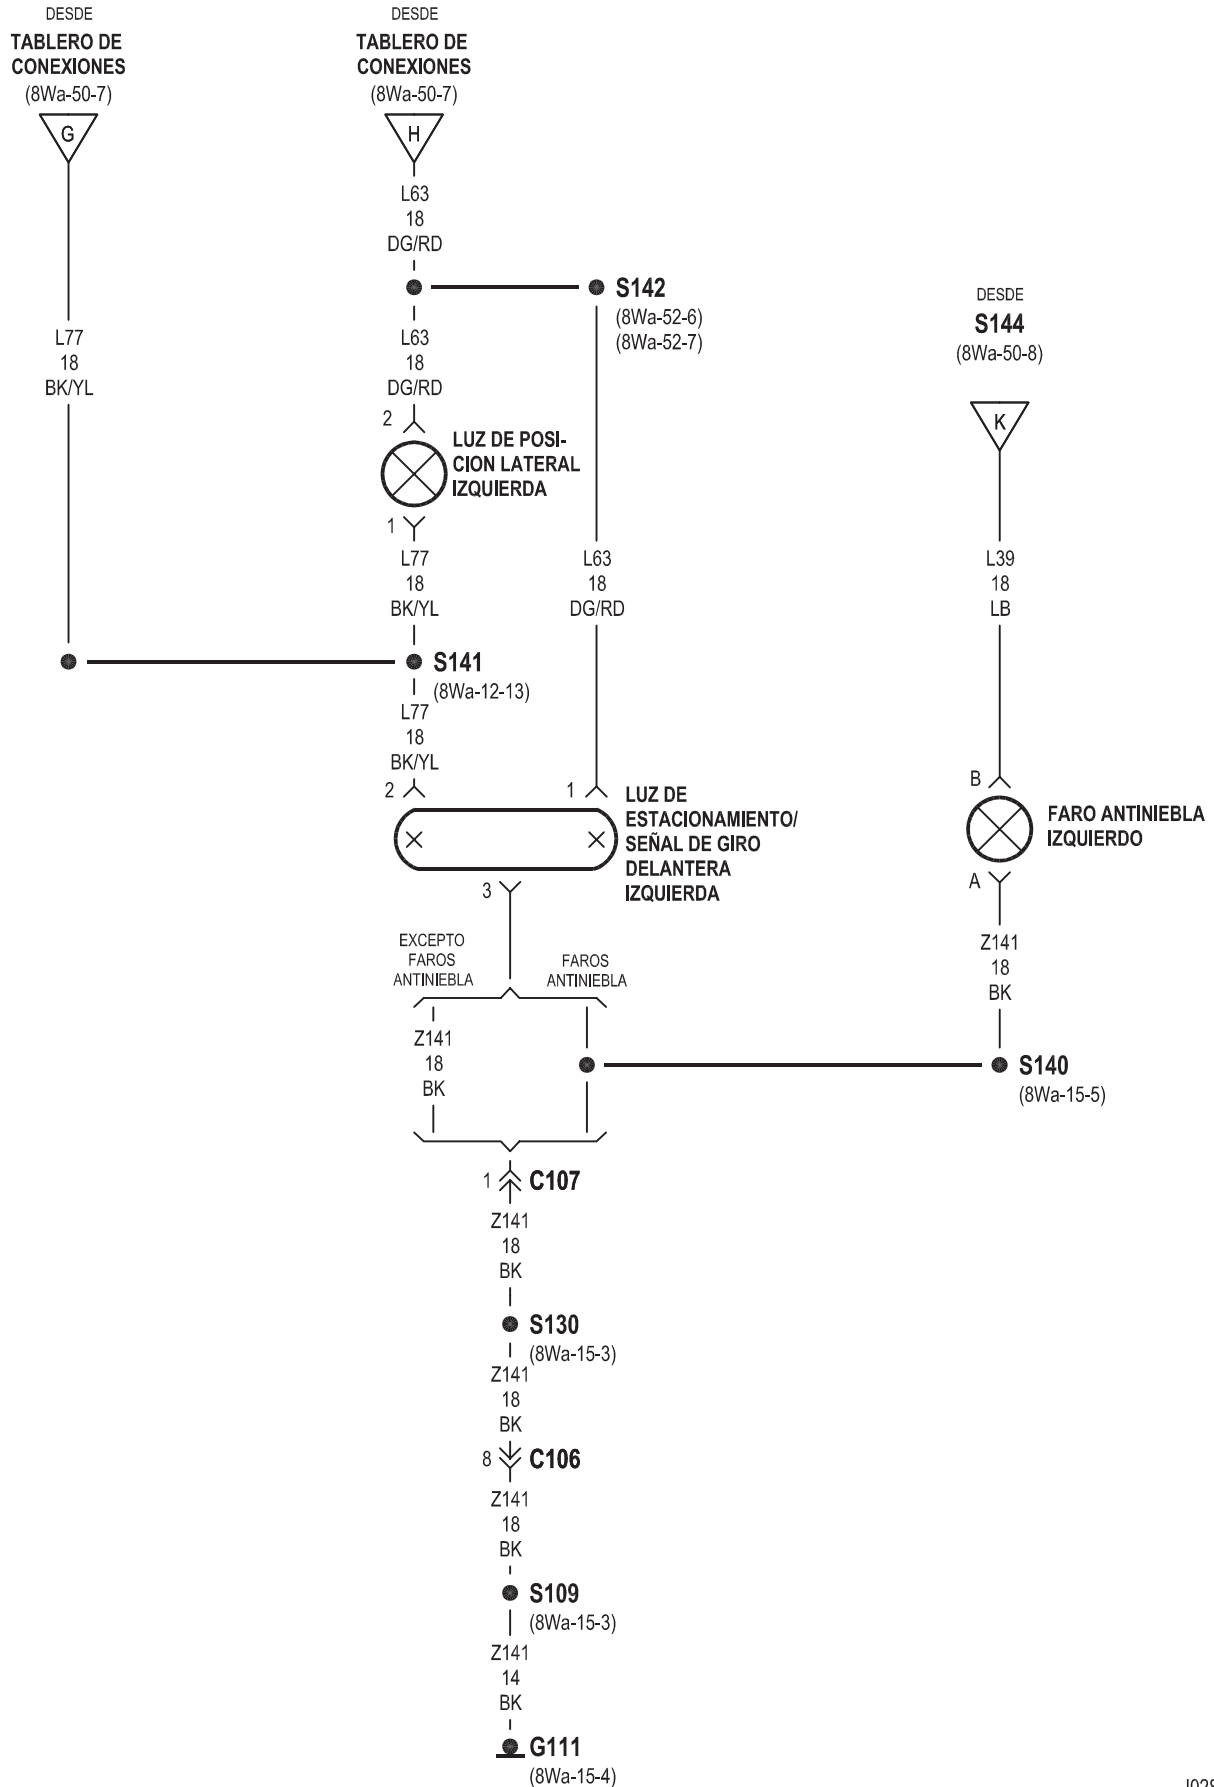 DESDE
TABLERO DE
CONEXIONES
(8Wa-50-7)
G
L77
18
BK/YL
DESDE
TABLERO DE
CONEXIONES
(8Wa-50-7)
H
L63
18
DG/RD
S142
(8Wa-52-6)
(8Wa-52-7)
L63
18
DG/RD
2
LUZ DE POSI-
CION LATERAL
IZQUIERDA
1
L77
18
BK/YL
L63
18
DG/RD
S141
(8Wa-12-13)
L77
18
BK/YL
2
1
LUZ DE
ESTACIONAMIENTO/
SEÑAL DE GIRO
DELANTERA
IZQUIERDA
3
DESDE
S144
(8Wa-50-8)
K
L39
18
LB
B
FARO ANTINIEBLA
IZQUIERDO
A
Z141
18
BK
S140
(8Wa-15-5)
EXCEPTO
FAROS
ANTINIEBLA
FAROS
ANTINIEBLA
Z141
18
BK
1
C107
Z141
18
BK
S130
(8Wa-15-3)
Z141
18
BK
8
C106
Z141
18
BK
S109
(8Wa-15-3)
Z141
14
BK
G111
(8Wa-15-4)